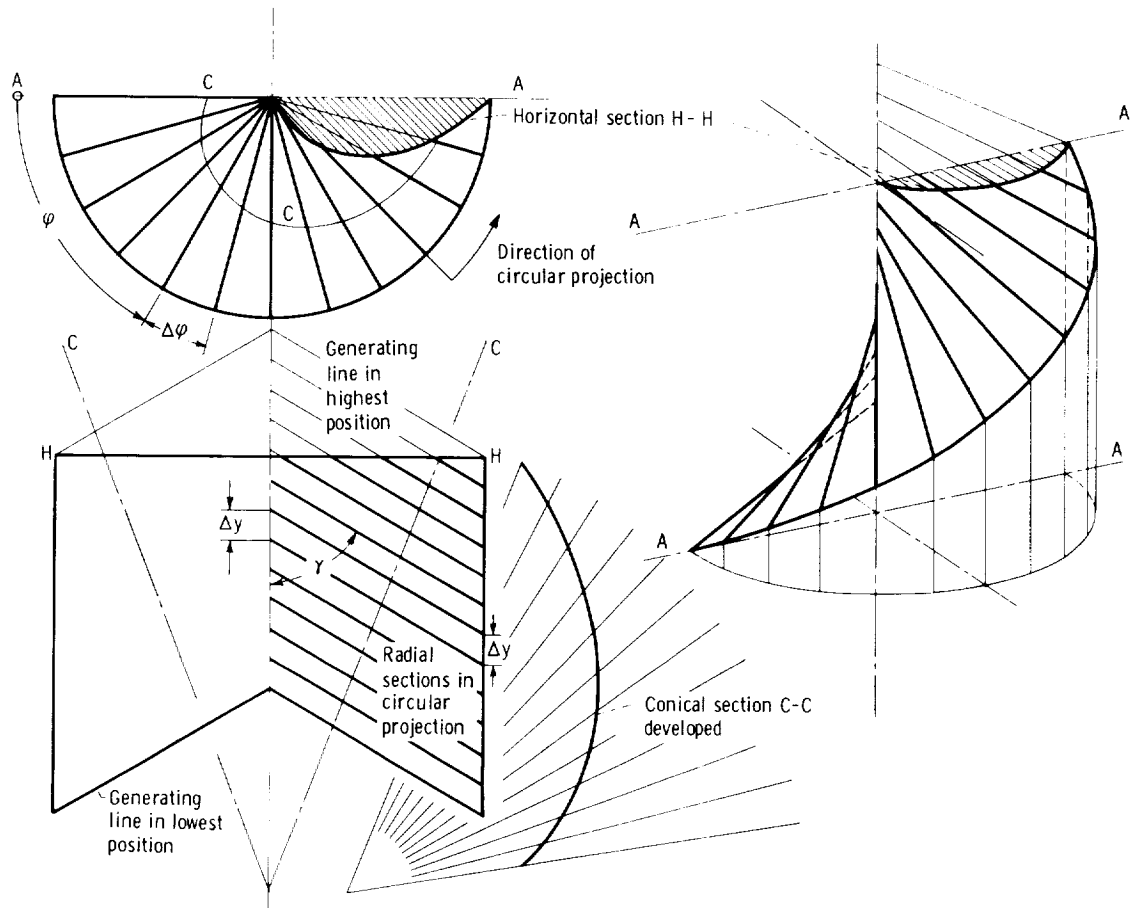 A
C
A
Horizontal section H - H
A
A
C
φ
Direction of
circular projection
Δφ
C
Generating
line in
highest
position
C
H
H
Δy
γ
A
A
Δy
Radial
sections in
circular
projection
Conical section C-C
developed
Generating
line in lowest
position